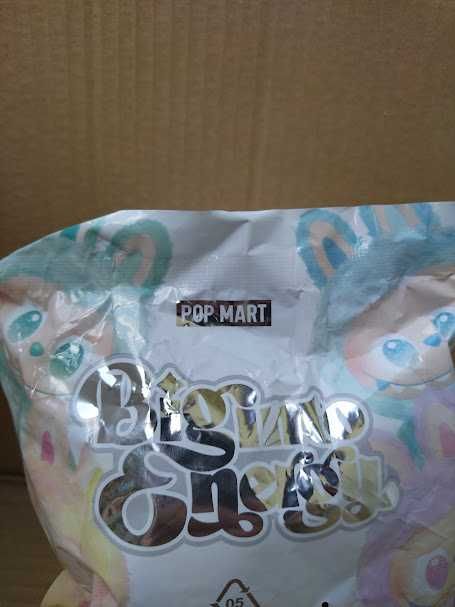 POP MART
Big into
Energy
05